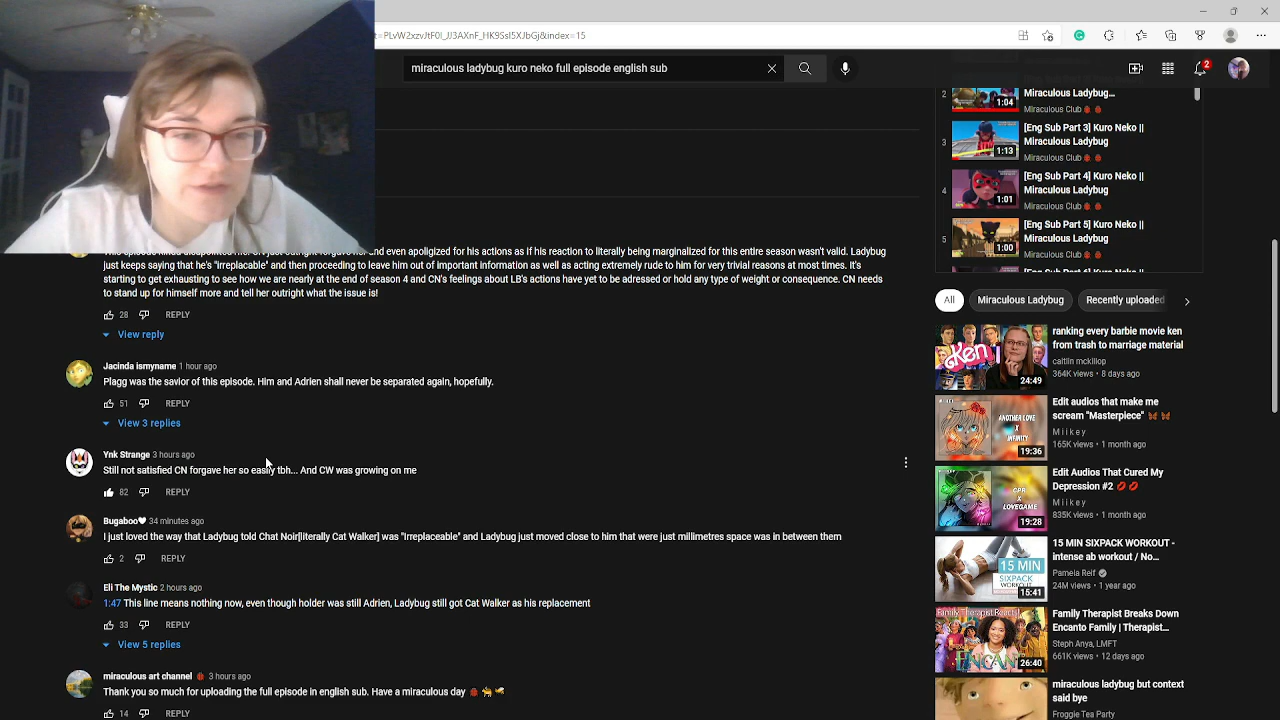 t=PLvW2xzvJtF0l_JJ3AXnF_HK9SsI5XJbGj&index=15
miraculous ladybug kuro neko full episode english sub
2
and even apoligized for his actions as if his reaction to literally being marginalized for this entire season wasn't valid. Ladybug
just keeps saying that he's "irreplacable" and then proceeding to leave him out of important information as well as acting extremely rude to him for very trivial reasons at most times. It's
starting to get exhausting to see how we are nearly at the end of season 4 and CN's feelings about LB's actions have yet to be adressed or hold any type of weight or consequence. CN needs
to stand up for himself more and tell her outright what the issue is!
28 REPLY
View reply
Jacinda ismyname 1 hour ago
Plagg was the savior of this episode. Him and Adrien shall never be separated again, hopefully.
51 REPLY
View 3 replies
Ynk Strange 3 hours ago
Still not satisfied CN forgave her so easily tbh... And CW was growing on me
82 REPLY
Bugaboo🖤 34 minutes ago
I just loved the way that Ladybug told Chat Noir[literally Cat Walker] was "Irreplaceable" and Ladybug just moved close to him that were just millimetres space was in between them
2 REPLY
Eli The Mystic 2 hours ago
1:47 This line means nothing now, even though holder was still Adrien, Ladybug still got Cat Walker as his replacement
33 REPLY
View 5 replies
miraculous art channel 🐞 3 hours ago
Thank you so much for uploading the full episode in english sub. Have a miraculous day 🐞 🐈 🐝
14 REPLY
2
1:04
Miraculous Ladybug...
Miraculous Club 🐞 🐞
3
1:13
[Eng Sub Part 3] Kuro Neko ||
Miraculous Ladybug
Miraculous Club 🐞 🐞
4
1:01
[Eng Sub Part 4] Kuro Neko ||
Miraculous Ladybug
Miraculous Club 🐞 🐞
5
1:00
[Eng Sub Part 5] Kuro Neko ||
Miraculous Ladybug
Miraculous Club 🐞 🐞
All Miraculous Ladybug Recently uploaded
Ken
24:49
ranking every barbie movie ken
from trash to marriage material
caitlin mckillop
364K views • 8 days ago
ANOTHER LOVE
X
INFINITY
19:36
Edit audios that make me
scream "Masterpiece" 🦋 🦋
M i i k e y
165K views • 1 month ago
CPR
X
LOVEGAME
19:28
Edit Audios That Cured My
Depression #2 💋 💋
M i i k e y
835K views • 1 month ago
15 MIN
SIXPACK
WORKOUT
15:41
15 MIN SIXPACK WORKOUT -
intense ab workout / No...
Pamela Reif
24M views • 1 year ago
Family Therapist Reacts!
ENCAN
26:40
Family Therapist Breaks Down
Encanto Family | Therapist...
Steph Anya, LMFT
661K views • 12 days ago
miraculous ladybug but context
said bye
Froggie Tea Party